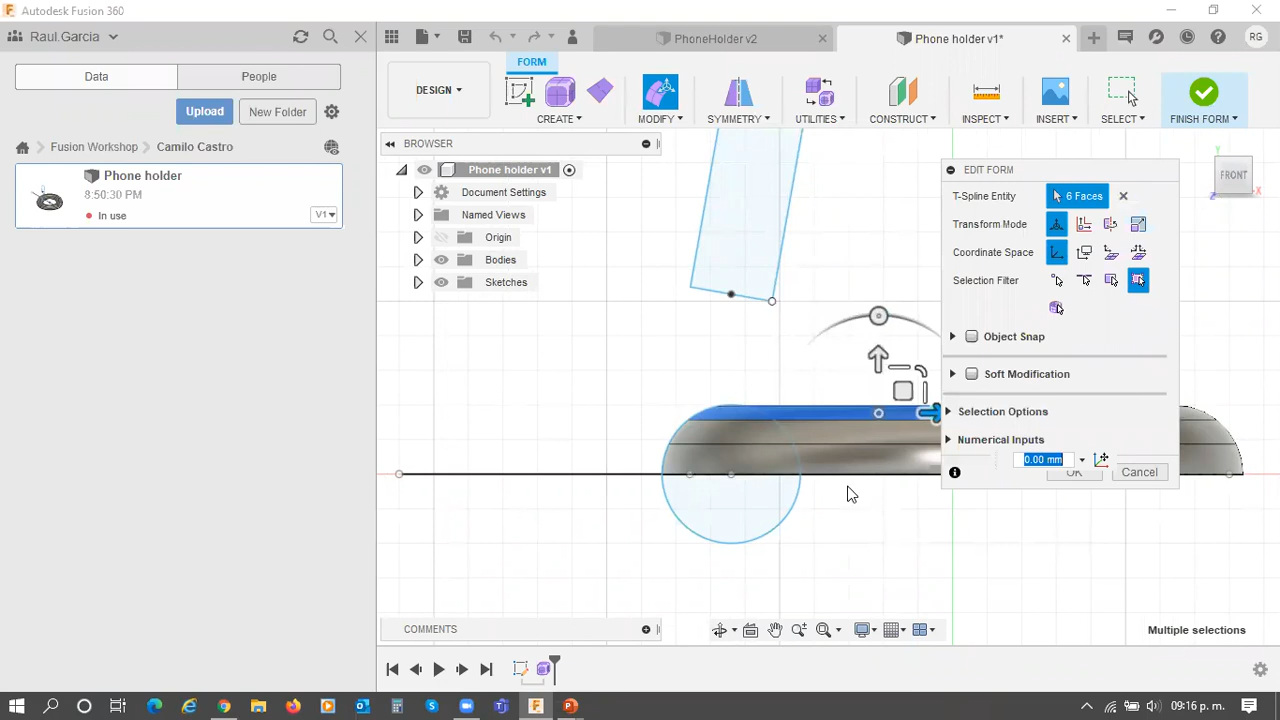 Autodesk Fusion 360
Raul.Garcia
Data
People
Upload
New Folder
Fusion Workshop
Camilo Castro
Phone holder
8:50:30 PM
In use
V1
PhoneHolder v2
Phone holder v1*
RG
FORM
DESIGN
CREATE
MODIFY
SYMMETRY
UTILITIES
CONSTRUCT
INSPECT
INSERT
SELECT
FINISH FORM
BROWSER
Phone holder v1
Document Settings
Named Views
Origin
Bodies
Sketches
EDIT FORM
T-Spline Entity
6 Faces
Transform Mode
Coordinate Space
Selection Filter
Object Snap
Soft Modification
Selection Options
Numerical Inputs
0.00 mm
OK
Cancel
Y
FRONT
Z
X
COMMENTS
Multiple selections
09:16 p. m.